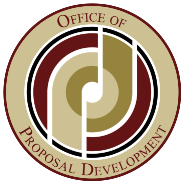 OFFICE OF
PROPOSAL DEVELOPMENT